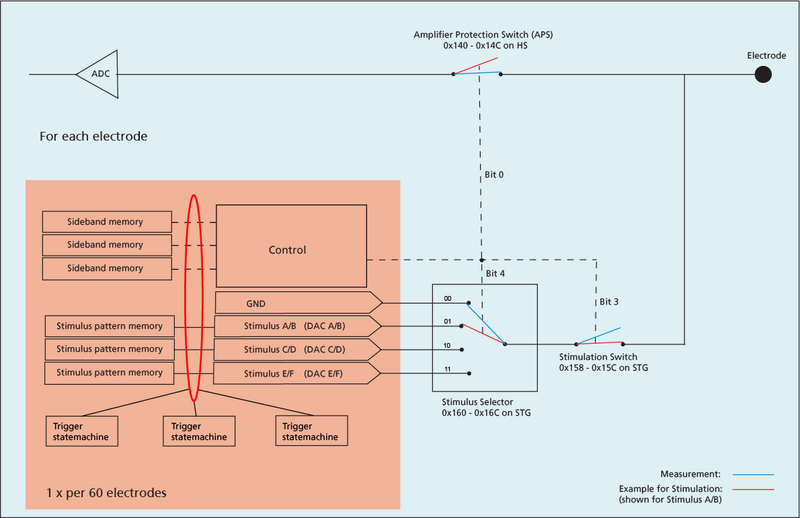 Amplifier Protection Switch (APS)
0x140 - 0x14C on HS
Electrode
ADC
For each electrode
Bit 0
Sideband memory
Sideband memory
Sideband memory
Control
Bit 4
Bit 3
GND
00
Stimulus pattern memory
Stimulus A/B (DAC A/B)
01
Stimulus pattern memory
Stimulus C/D (DAC C/D)
10
Stimulus pattern memory
Stimulus E/F (DAC E/F)
11
Stimulation Switch
0x158 - 0x15C on STG
Stimulus Selector
0x160 - 0x16C on STG
Trigger
statemachine
Trigger
statemachine
Trigger
statemachine
1 x per 60 electrodes
Measurement:
Example for Stimulation:
(shown for Stimulus A/B)